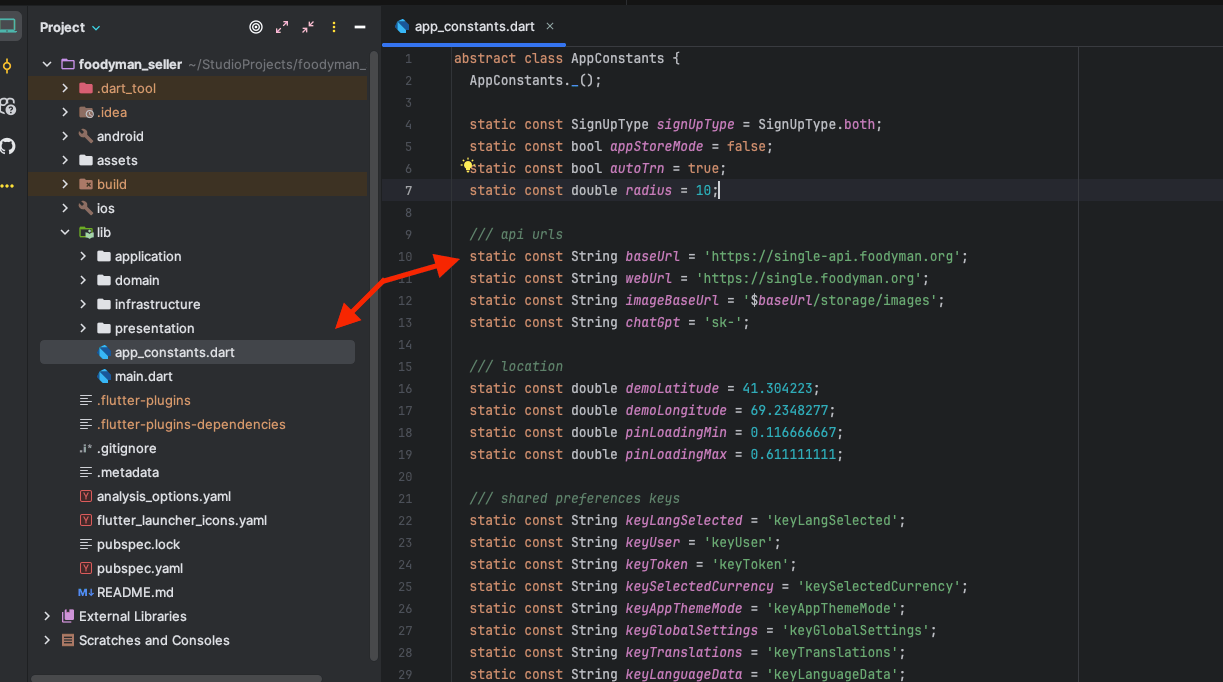 Project
foodyman_seller ~/StudioProjects/foodyman_
.dart_tool
.idea
android
assets
build
ios
lib
application
domain
infrastructure
presentation
app_constants.dart
main.dart
.flutter-plugins
.flutter-plugins-dependencies
.gitignore
.metadata
analysis_options.yaml
flutter_launcher_icons.yaml
pubspec.lock
pubspec.yaml
README.md
External Libraries
Scratches and Consoles
app_constants.dart
1 abstract class AppConstants {
2 AppConstants._();
3
4 static const SignUpType signUpType = SignUpType.both;
5 static const bool appStoreMode = false;
6 static const bool autoTrn = true;
7 static const double radius = 10;
8
9 /// api urls
10 static const String baseUrl = 'https://single-api.foodyman.org';
11 static const String webUrl = 'https://single.foodyman.org';
12 static const String imageBaseUrl = '$baseUrl/storage/images';
13 static const String chatGpt = 'sk-';
14
15 /// location
16 static const double demoLatitude = 41.304223;
17 static const double demoLongitude = 69.2348277;
18 static const double pinLoadingMin = 0.116666667;
19 static const double pinLoadingMax = 0.611111111;
20
21 /// shared preferences keys
22 static const String keyLangSelected = 'keyLangSelected';
23 static const String keyUser = 'keyUser';
24 static const String keyToken = 'keyToken';
25 static const String keySelectedCurrency = 'keySelectedCurrency';
26 static const String keyAppThemeMode = 'keyAppThemeMode';
27 static const String keyGlobalSettings = 'keyGlobalSettings';
28 static const String keyTranslations = 'keyTranslations';
29 static const String keyLanguageData = 'keyLanguageData';